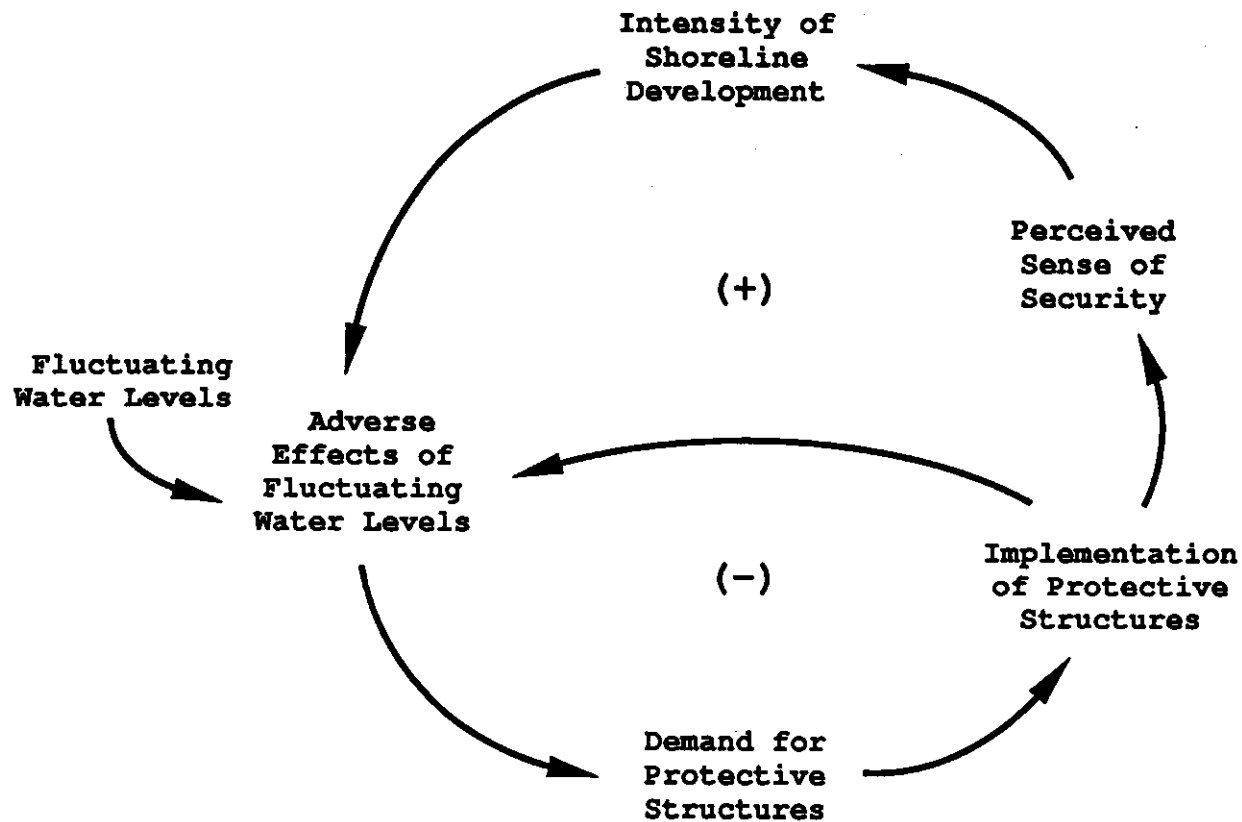 Intensity of
Shoreline
Development
Perceived
Sense of
Security
(+)
Fluctuating
Water Levels
Adverse
Effects of
Fluctuating
Water Levels
(-)
Implementation
of Protective
Structures
Demand for
Protective
Structures